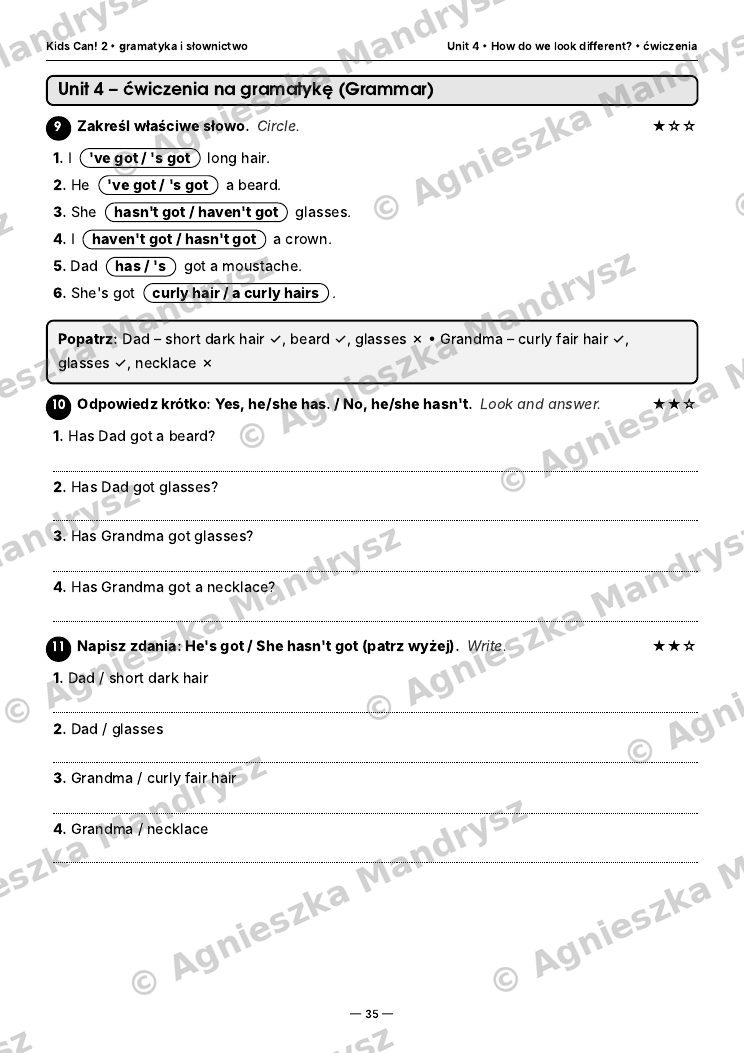 Kids Can! 2 • gramatyka i słownictwo
Unit 4 • How do we look different? • ćwiczenia
Unit 4 – ćwiczenia na gramatykę (Grammar)
9 Zakreśl właściwe słowo. Circle. ★☆☆
1. I 've got / 's got long hair.
2. He 've got / 's got a beard.
3. She hasn't got / haven't got glasses.
4. I haven't got / hasn't got a crown.
5. Dad has / 's got a moustache.
6. She's got curly hair / a curly hairs .
Popatrz: Dad – short dark hair ✓, beard ✓, glasses ✗ • Grandma – curly fair hair ✓,
glasses ✓, necklace ✗
10 Odpowiedz krótko: Yes, he/she has. / No, he/she hasn't. Look and answer. ★★☆
1. Has Dad got a beard?
2. Has Dad got glasses?
3. Has Grandma got glasses?
4. Has Grandma got a necklace?
11 Napisz zdania: He's got / She hasn't got (patrz wyżej). Write. ★★☆
1. Dad / short dark hair
2. Dad / glasses
3. Grandma / curly fair hair
4. Grandma / necklace
— 35 —
© Agnieszka Mandrysz